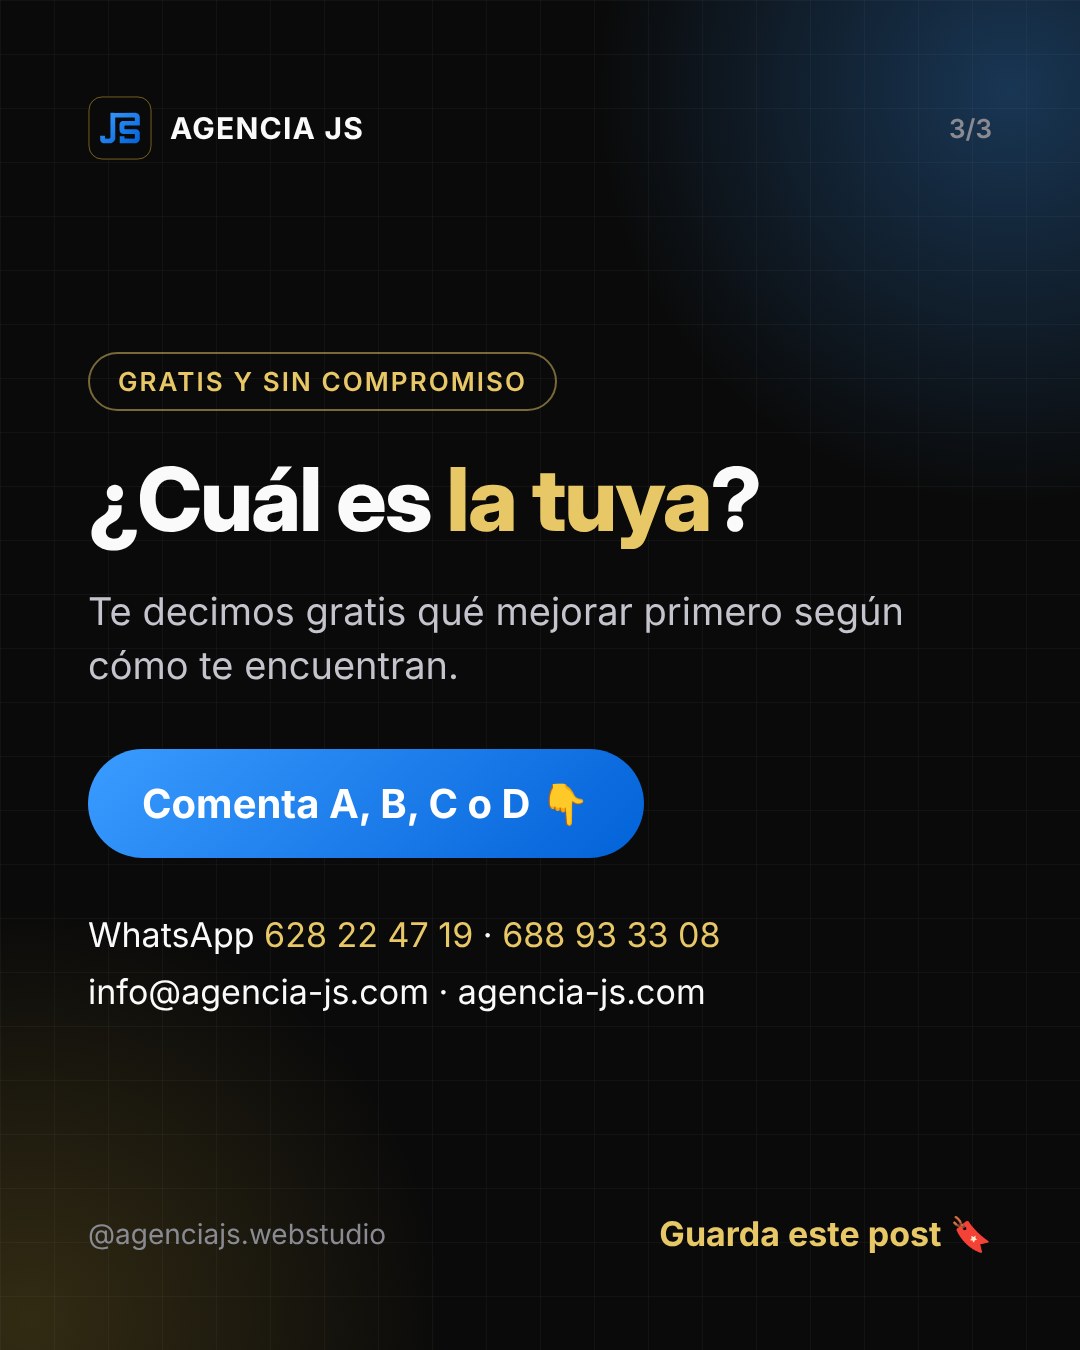 JS AGENCIA JS
3/3
GRATIS Y SIN COMPROMISO
¿Cuál es la tuya?
Te decimos gratis qué mejorar primero según
cómo te encuentran.
Comenta A, B, C o D 👇
WhatsApp 628 22 47 19 · 688 93 33 08
info@agencia-js.com · agencia-js.com
@agenciajs.webstudio
Guarda este post 🔖